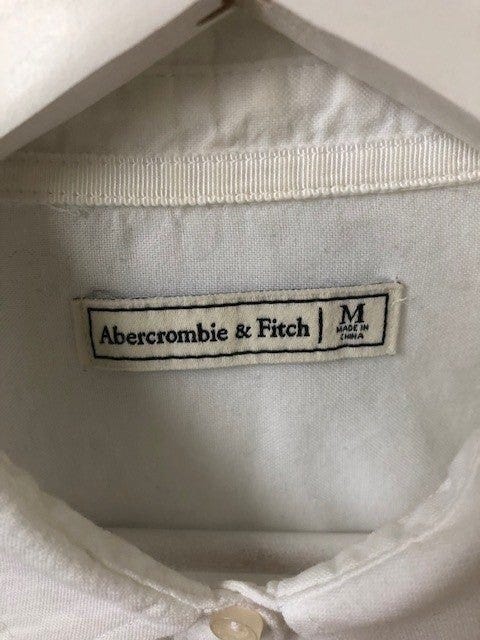 Abercrombie & Fitch | M
MADE IN
CHINA